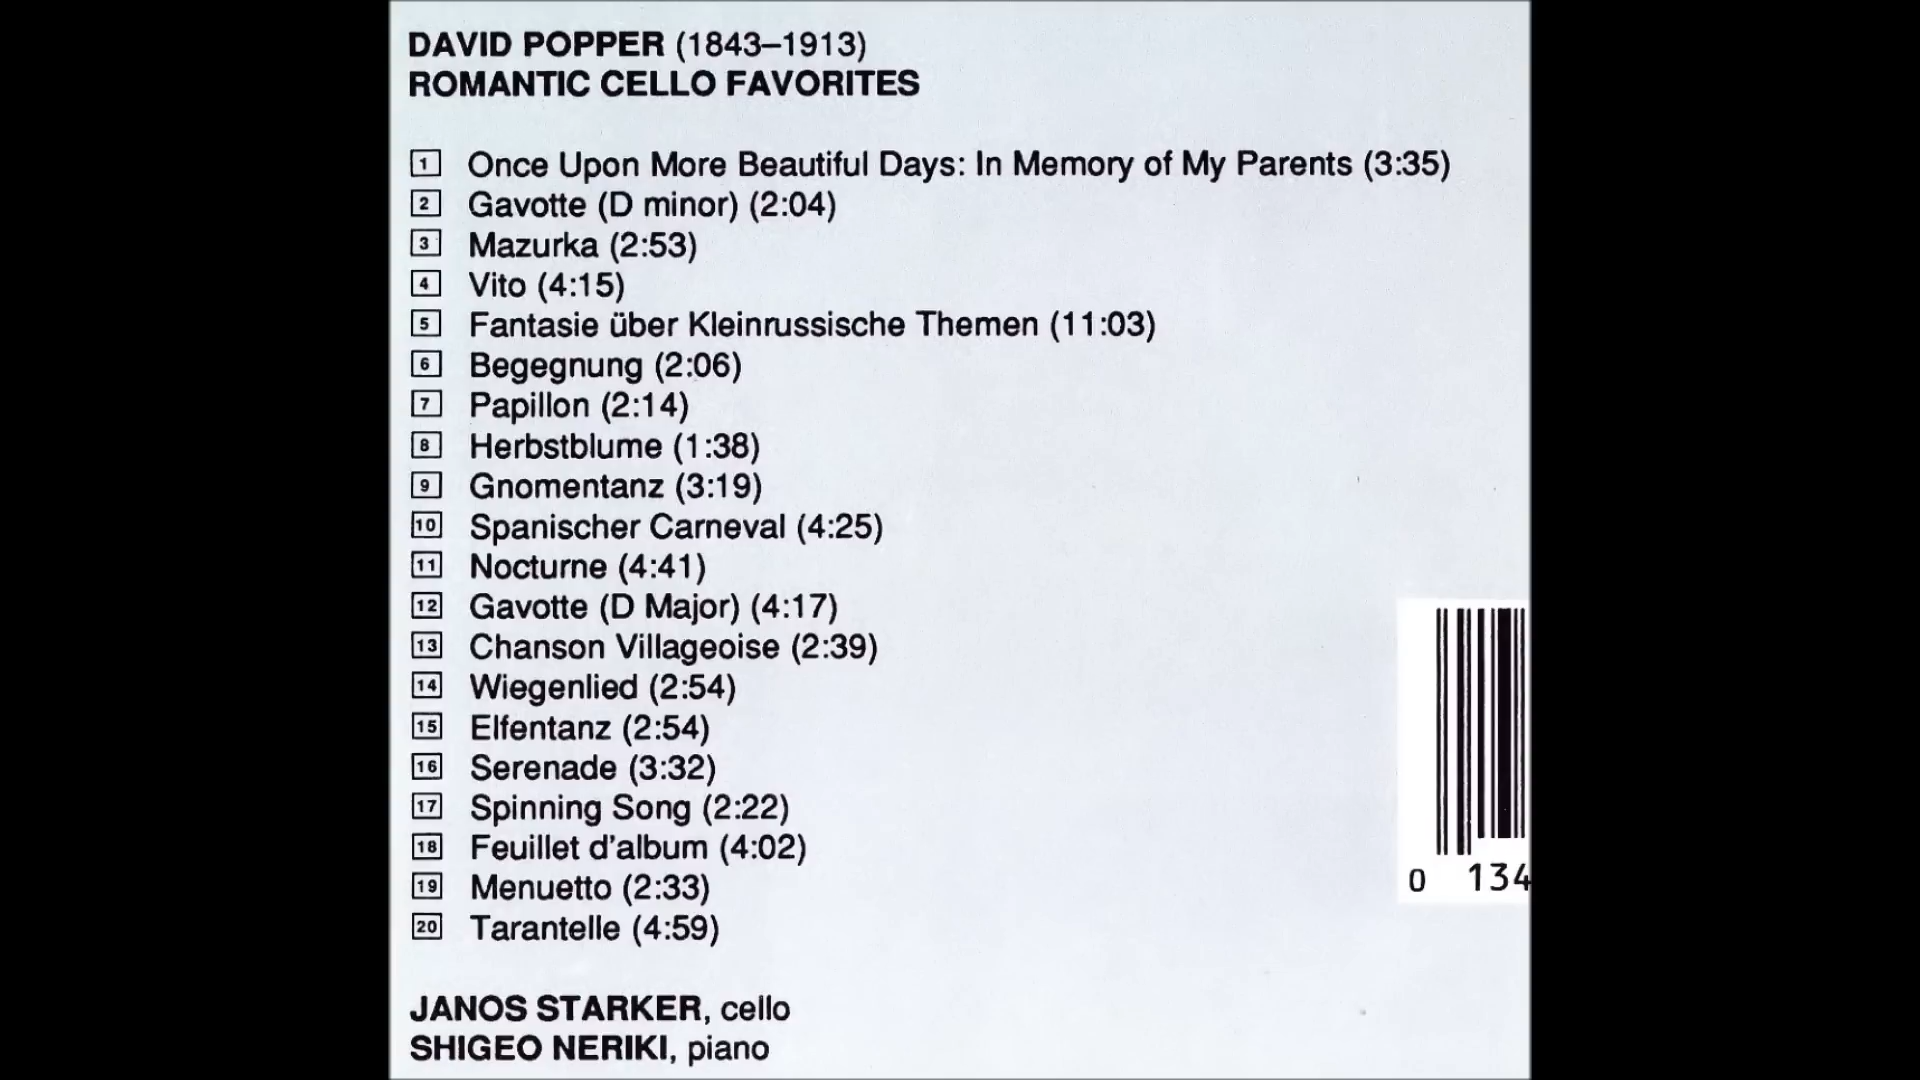 DAVID POPPER (1843–1913)
ROMANTIC CELLO FAVORITES
1 Once Upon More Beautiful Days: In Memory of My Parents (3:35)
2 Gavotte (D minor) (2:04)
3 Mazurka (2:53)
4 Vito (4:15)
5 Fantasie über Kleinrussische Themen (11:03)
6 Begegnung (2:06)
7 Papillon (2:14)
8 Herbstblume (1:38)
9 Gnomentanz (3:19)
10 Spanischer Carneval (4:25)
11 Nocturne (4:41)
12 Gavotte (D Major) (4:17)
13 Chanson Villageoise (2:39)
14 Wiegenlied (2:54)
15 Elfentanz (2:54)
16 Serenade (3:32)
17 Spinning Song (2:22)
18 Feuillet d'album (4:02)
19 Menuetto (2:33)
20 Tarantelle (4:59)
0 134
JANOS STARKER, cello
SHIGEO NERIKI, piano